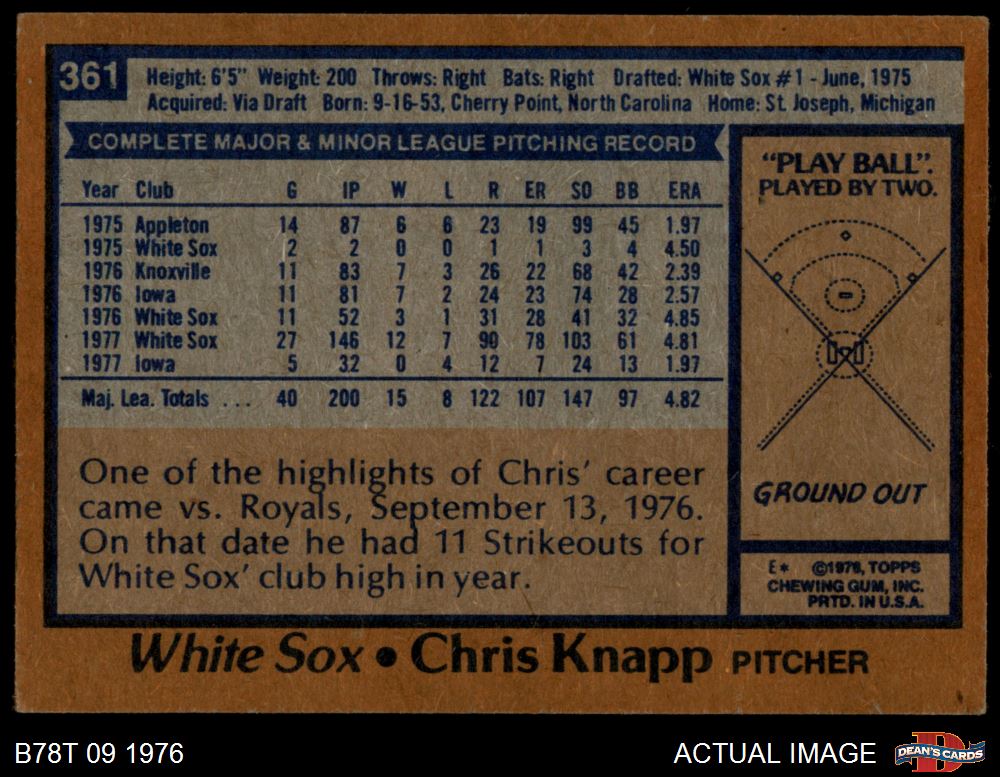 361
Height: 6'5" Weight: 200 Throws: Right Bats: Right Drafted: White Sox #1 - June, 1975
Acquired: Via Draft Born: 9-16-53, Cherry Point, North Carolina Home: St. Joseph, Michigan
COMPLETE MAJOR & MINOR LEAGUE PITCHING RECORD
Year Club G IP W L R ER SO BB ERA
1975 Appleton 14 87 6 6 23 19 99 45 1.97
1975 White Sox 2 2 0 0 1 1 3 4 4.50
1976 Knoxville 11 83 7 3 26 22 68 42 2.39
1976 Iowa 11 81 7 2 24 23 74 28 2.57
1976 White Sox 11 52 3 1 31 28 41 32 4.85
1977 White Sox 27 146 12 7 90 78 103 61 4.81
1977 Iowa 5 32 0 4 12 7 24 13 1.97
Maj. Lea. Totals ... 40 200 15 8 122 107 147 97 4.82
One of the highlights of Chris' career
came vs. Royals, September 13, 1976.
On that date he had 11 Strikeouts for
White Sox' club high in year.
"PLAY BALL".
PLAYED BY TWO.
GROUND OUT
E* ©1978, TOPPS
CHEWING GUM, INC.
PRTD. IN U.S.A.
White Sox • Chris Knapp PITCHER
B78T 09 1976
ACTUAL IMAGE
DEAN'S CARDS